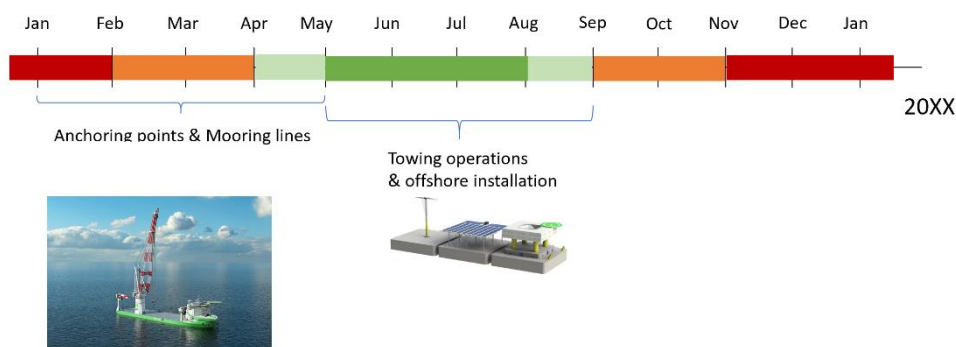 Jan Feb Mar Apr May Jun Jul Aug Sep Oct Nov Dec Jan
20XX
Anchoring points & Mooring lines
Towing operations
& offshore installation